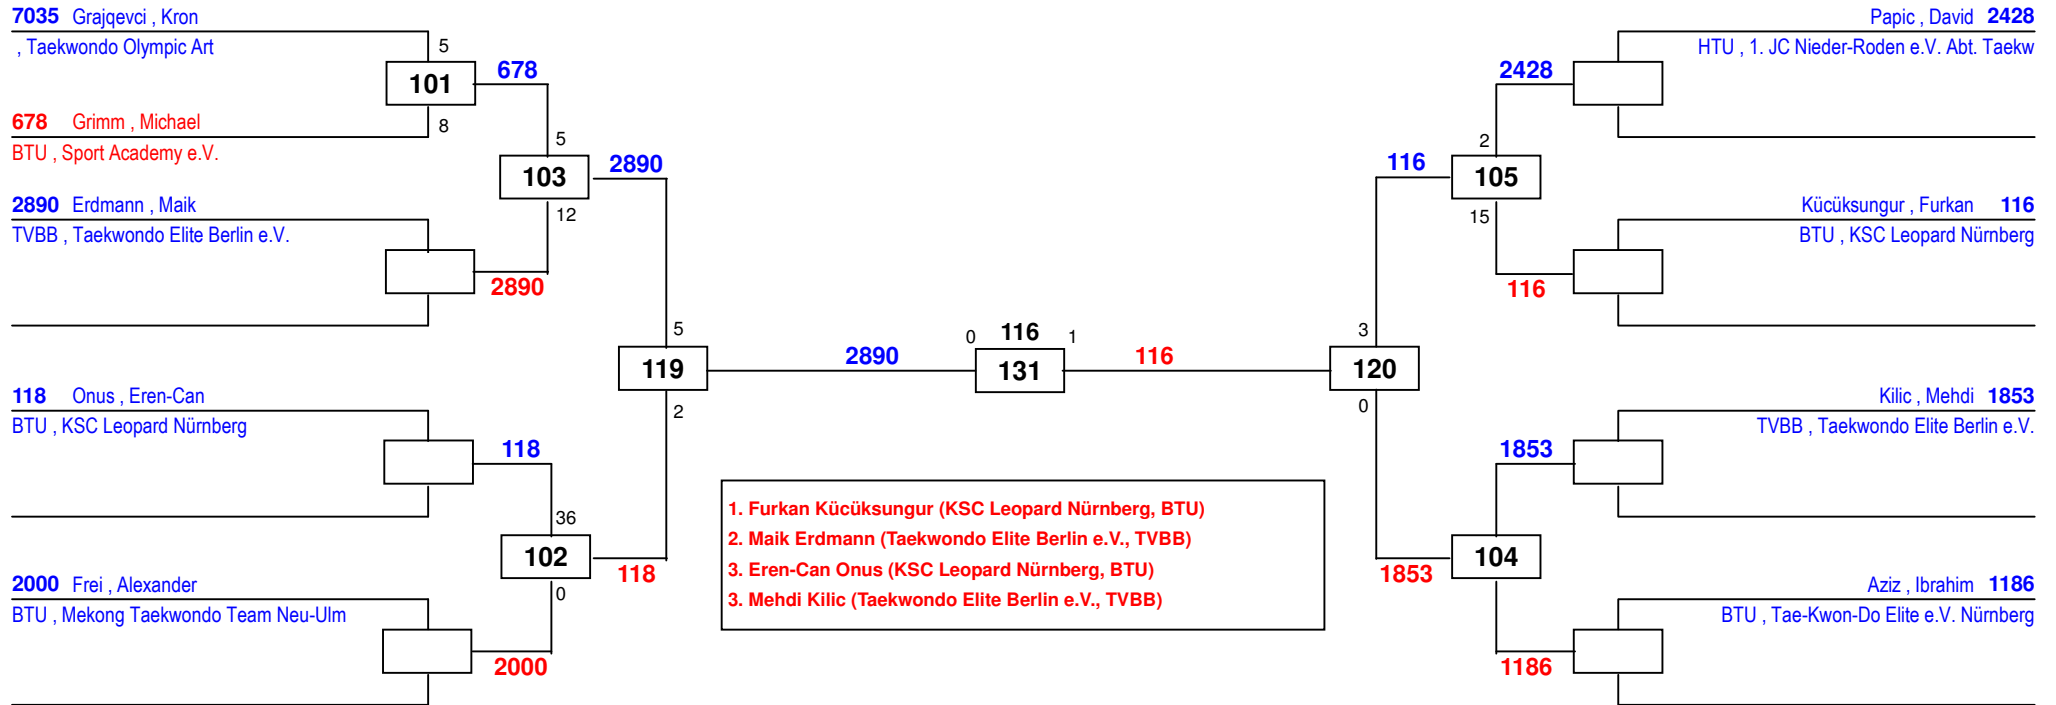 7035 Grajqevci , Kron
, Taekwondo Olympic Art
5
101
678
8
678 Grimm , Michael
BTU , Sport Academy e.V.
5
103
2890
12
2890 Erdmann , Maik
TVBB , Taekwondo Elite Berlin e.V.
2890
5
119
2890
2
118 Onus , Eren-Can
BTU , KSC Leopard Nürnberg
118
36
102
118
0
2000 Frei , Alexander
BTU , Mekong Taekwondo Team Neu-Ulm
2000
0 116 1
131
116
1. Furkan Kücüksungur (KSC Leopard Nürnberg, BTU)
2. Maik Erdmann (Taekwondo Elite Berlin e.V., TVBB)
3. Eren-Can Onus (KSC Leopard Nürnberg, BTU)
3. Mehdi Kilic (Taekwondo Elite Berlin e.V., TVBB)
Papic , David 2428
HTU , 1. JC Nieder-Roden e.V. Abt. Taekw
2428
2
116
105
15
Kücüksungur , Furkan 116
BTU , KSC Leopard Nürnberg
116
3
120
0
Kilic , Mehdi 1853
TVBB , Taekwondo Elite Berlin e.V.
1853
104
1853
Aziz , Ibrahim 1186
BTU , Tae-Kwon-Do Elite e.V. Nürnberg
1186